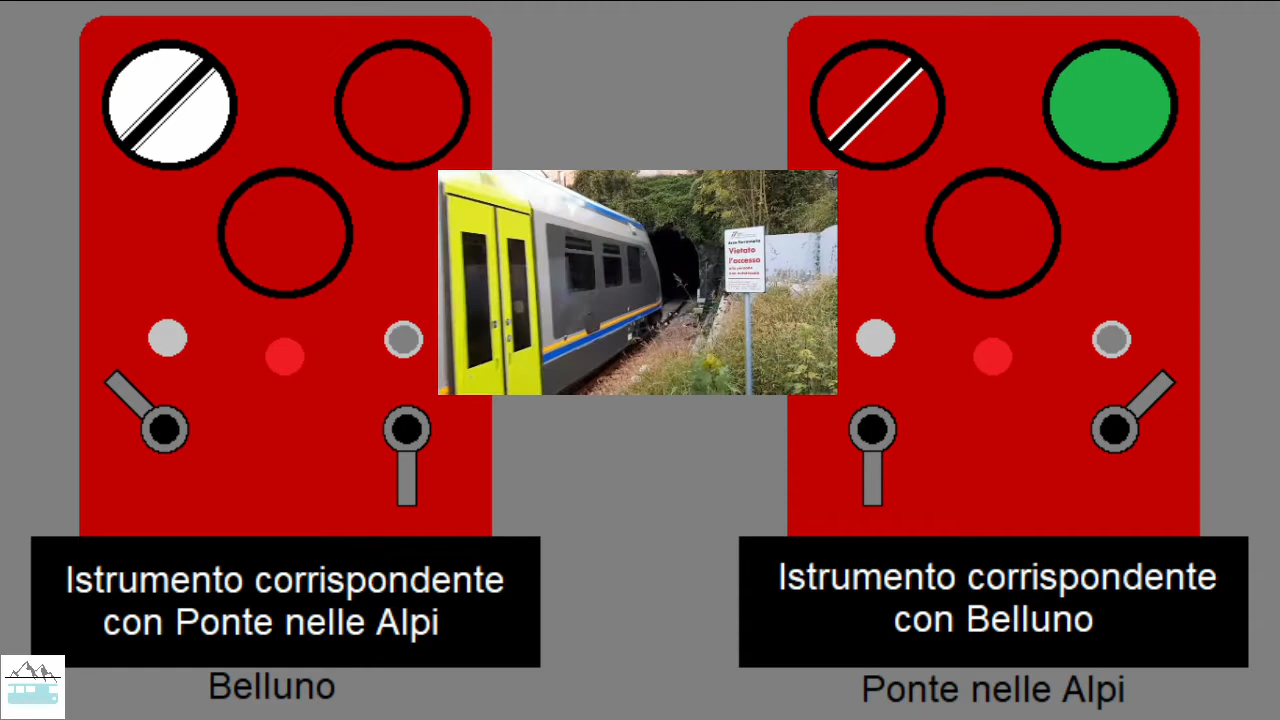 Vietato
l'accesso
Istrumento corrispondente
con Ponte nelle Alpi
Istrumento corrispondente
con Belluno
Belluno
Ponte nelle Alpi